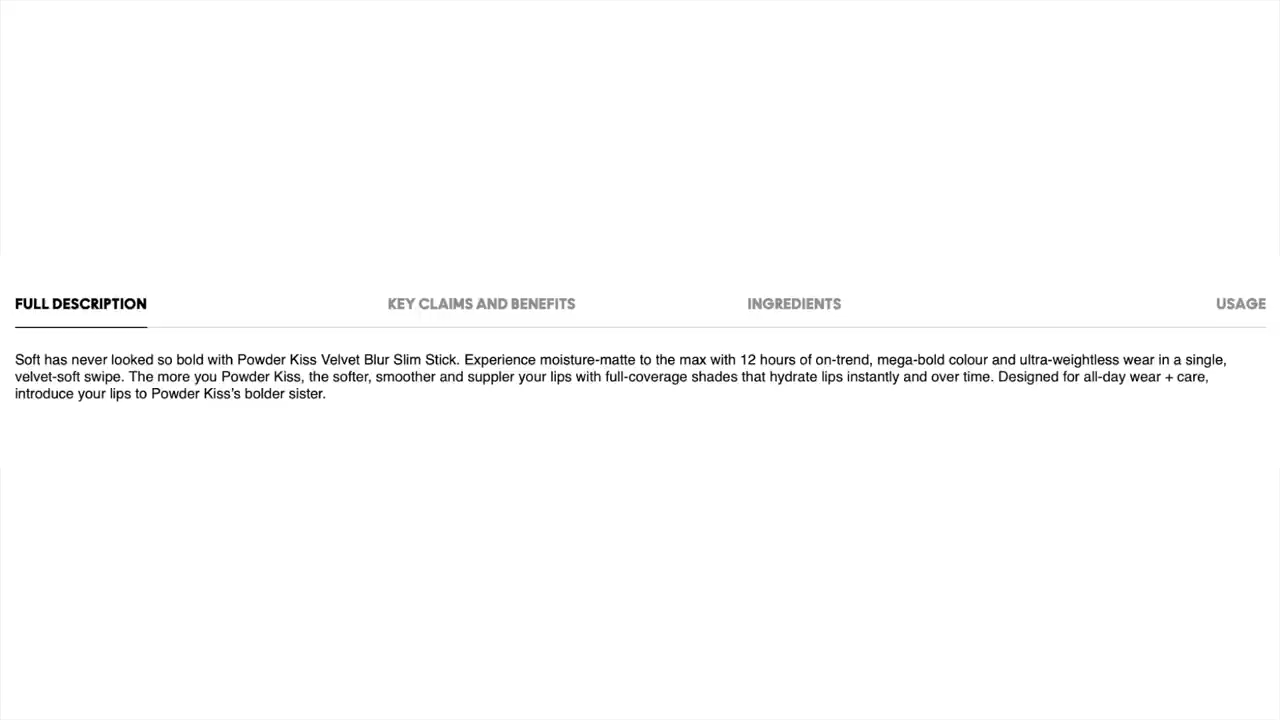 FULL DESCRIPTION
KEY CLAIMS AND BENEFITS
INGREDIENTS
USAGE
Soft has never looked so bold with Powder Kiss Velvet Blur Slim Stick. Experience moisture-matte to the max with 12 hours of on-trend, mega-bold colour and ultra-weightless wear in a single,
velvet-soft swipe. The more you Powder Kiss, the softer, smoother and suppler your lips with full-coverage shades that hydrate lips instantly and over time. Designed for all-day wear + care,
introduce your lips to Powder Kiss's bolder sister.